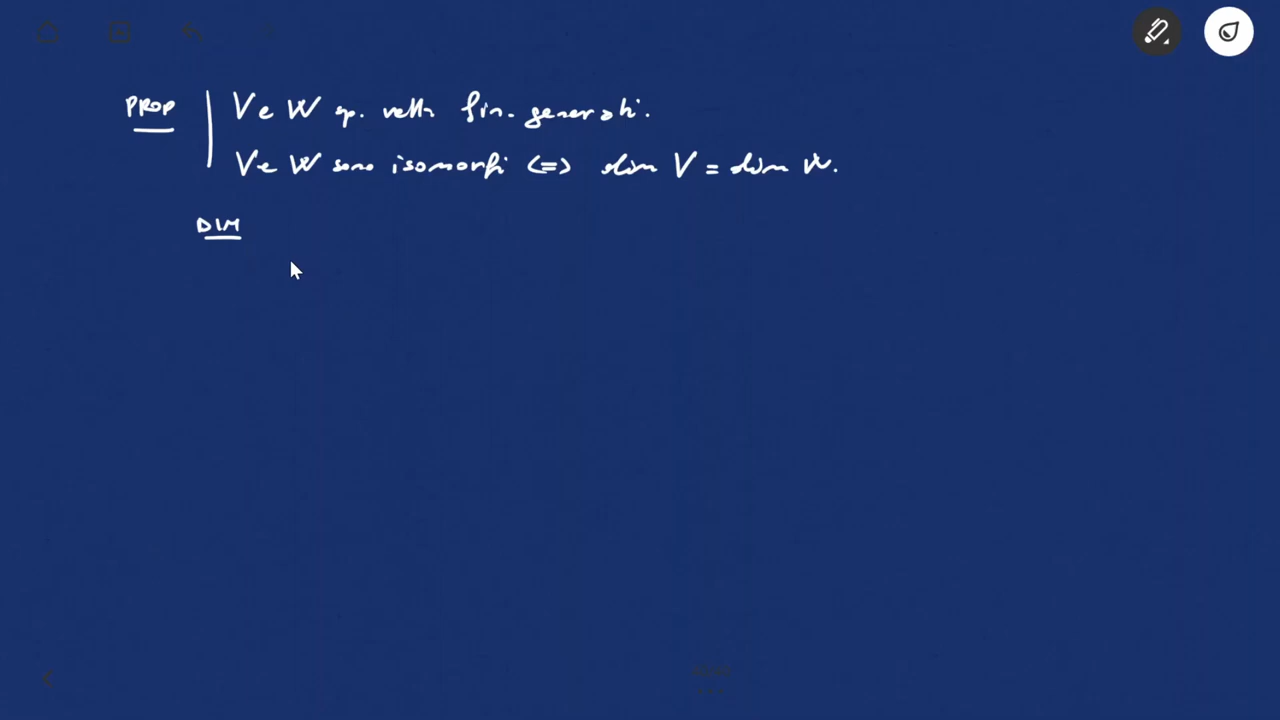 PROP V e W sp. vett. fin. generati.
V e W sono isomorfi <=> dim V = dim W.
DIM